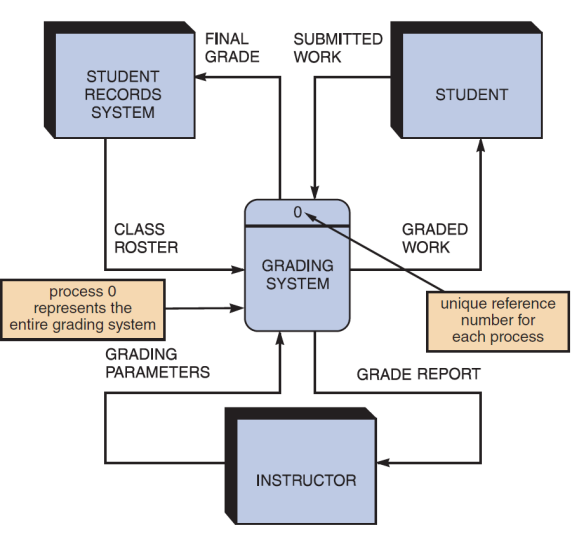 FINAL
GRADE
SUBMITTED
WORK
STUDENT
RECORDS
SYSTEM
STUDENT
0
CLASS
ROSTER
GRADED
WORK
GRADING
SYSTEM
process 0
represents the
entire grading system
unique reference
number for
each process
GRADING
PARAMETERS
GRADE REPORT
INSTRUCTOR